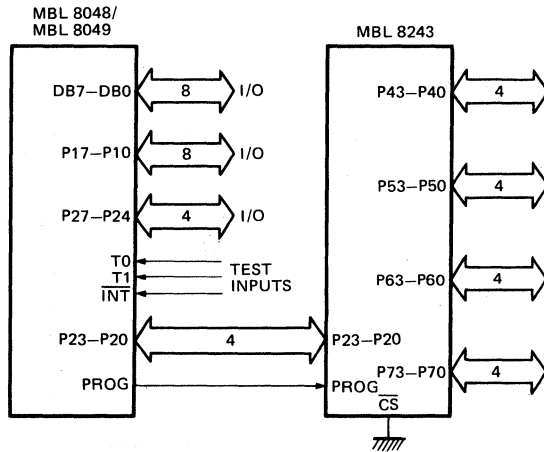 MBL 8048/
MBL 8049
MBL 8243
DB7–DB0
8
I/O
P17–P10
8
I/O
P27–P24
4
I/O
T0
T1
INT
TEST
INPUTS
P23–P20
4
PROG
P43–P40
4
P53–P50
4
P63–P60
4
P23–P20
P73–P70
4
PROG
CS